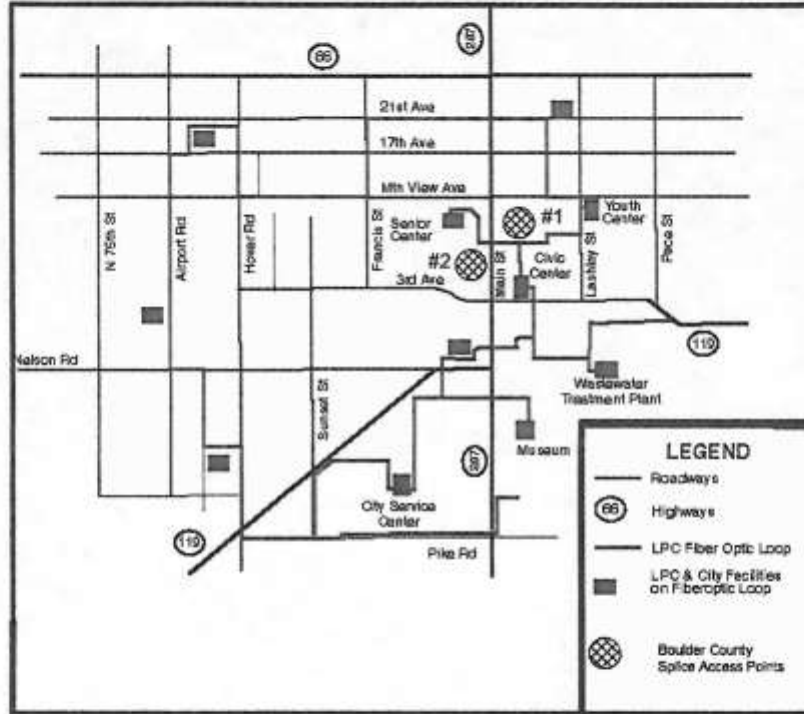 287
66
21st Ave
17th Ave
Mtn View Ave
N 75th St
Airport Rd
Hover Rd
Francis St
Senior
Center
#1
Youth
Center
#2
Main St
Civic
Center
Lashley St
Pace St
3rd Ave
119
Nelson Rd
Sunset St
Wastewater
Treatment Plant
Museum
287
City Service
Center
119
Pike Rd
LEGEND
Roadways
66
Highways
LPC Fiber Optic Loop
LPC & City Facilities
on Fiberoptic Loop
Boulder County
Splice Access Points